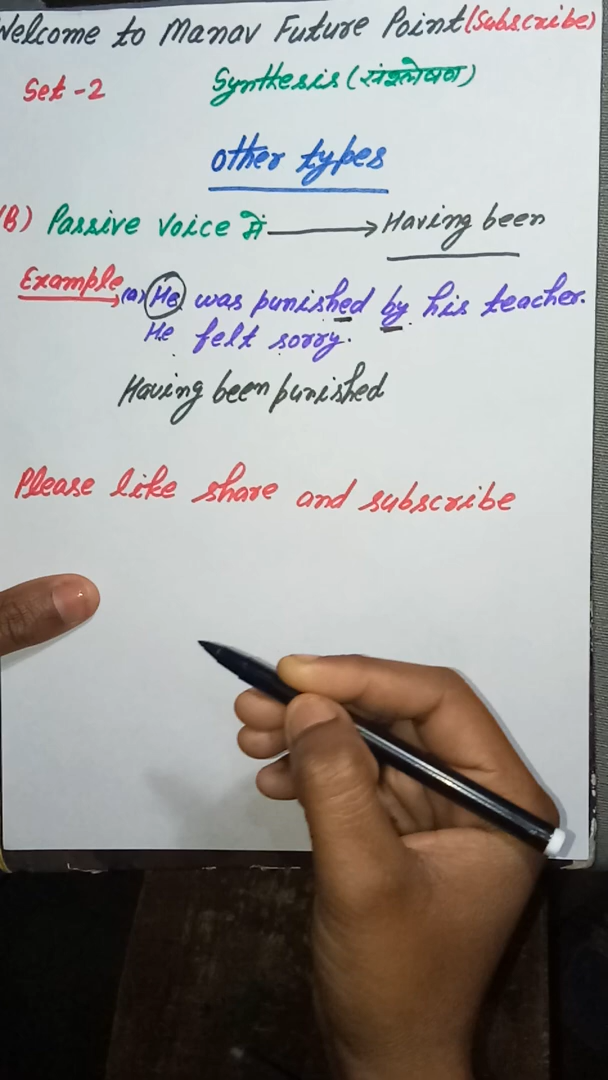 Welcome to Manav Future Point (Subscribe)
Set -2 Synthesis (संश्लेषण)
other types
(B) Passive Voice में → Having been
Example (a) He was punished by his teacher.
He felt sorry.
Having been punished
Please like share and subscribe